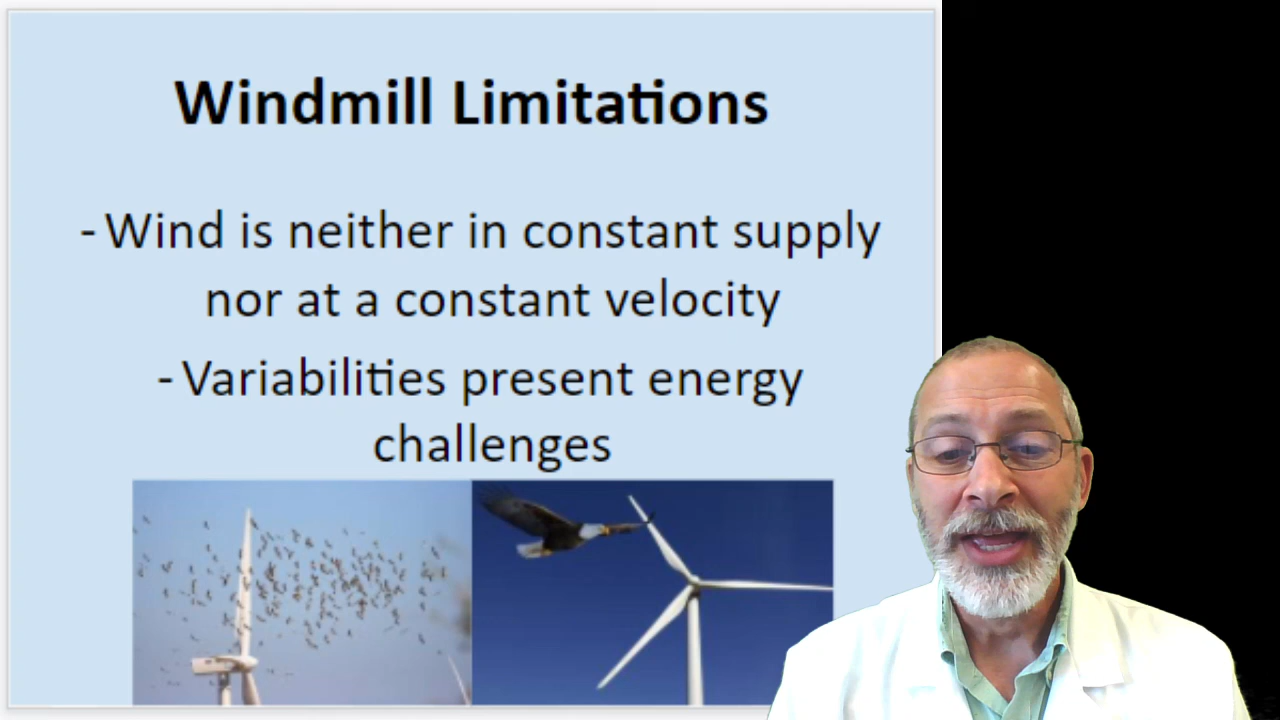 Windmill Limitations
- Wind is neither in constant supply
nor at a constant velocity
- Variabilities present energy
challenges